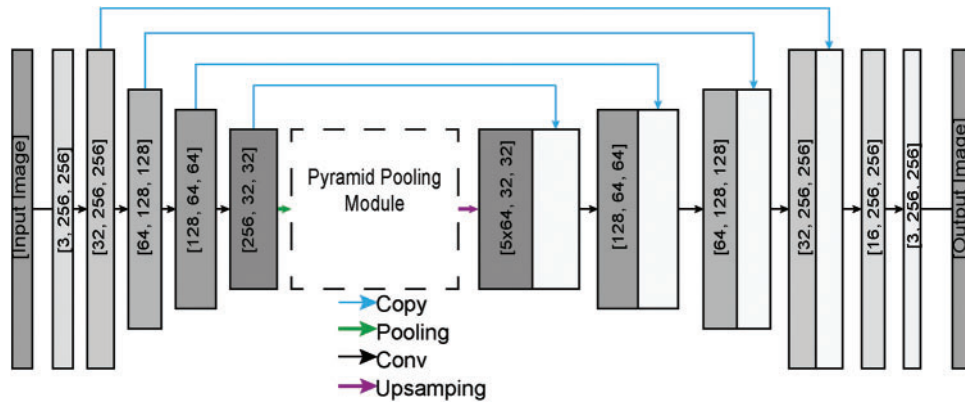 [Input Image]
[3, 256, 256]
[32, 256, 256]
[64, 128, 128]
[128, 64, 64]
[256, 32, 32]
Pyramid Pooling
Module
[5x64, 32, 32]
[128, 64, 64]
[64, 128, 128]
[32, 256, 256]
[16, 256, 256]
[3, 256, 256]
[Output Image]
Copy
Pooling
Conv
Upsamping